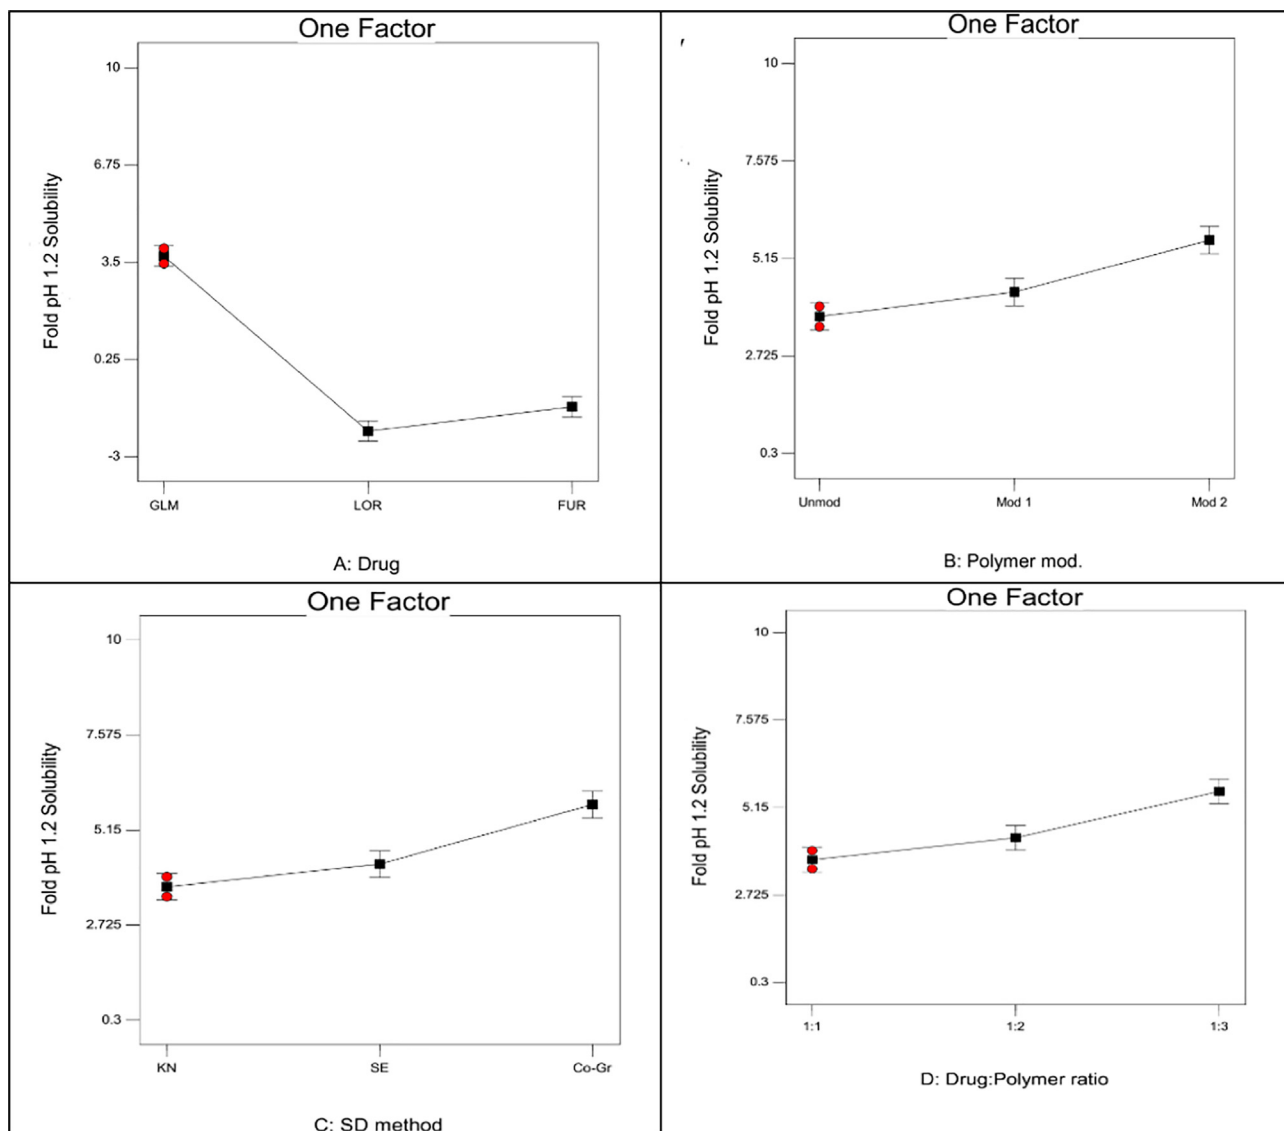 One Factor
10
6.75
3.5
0.25
-3
Fold pH 1.2 Solubility
GLM LOR FUR
A: Drug
One Factor
10
7.575
5.15
2.725
0.3
Fold pH 1.2 Solubility
Unmod Mod 1 Mod 2
B: Polymer mod.
One Factor
10
7.575
5.15
2.725
0.3
Fold pH 1.2 Solubility
KN SE Co-Gr
C: SD method
One Factor
10
7.575
5.15
2.725
0.3
Fold pH 1.2 Solubility
1:1 1:2 1:3
D: Drug:Polymer ratio